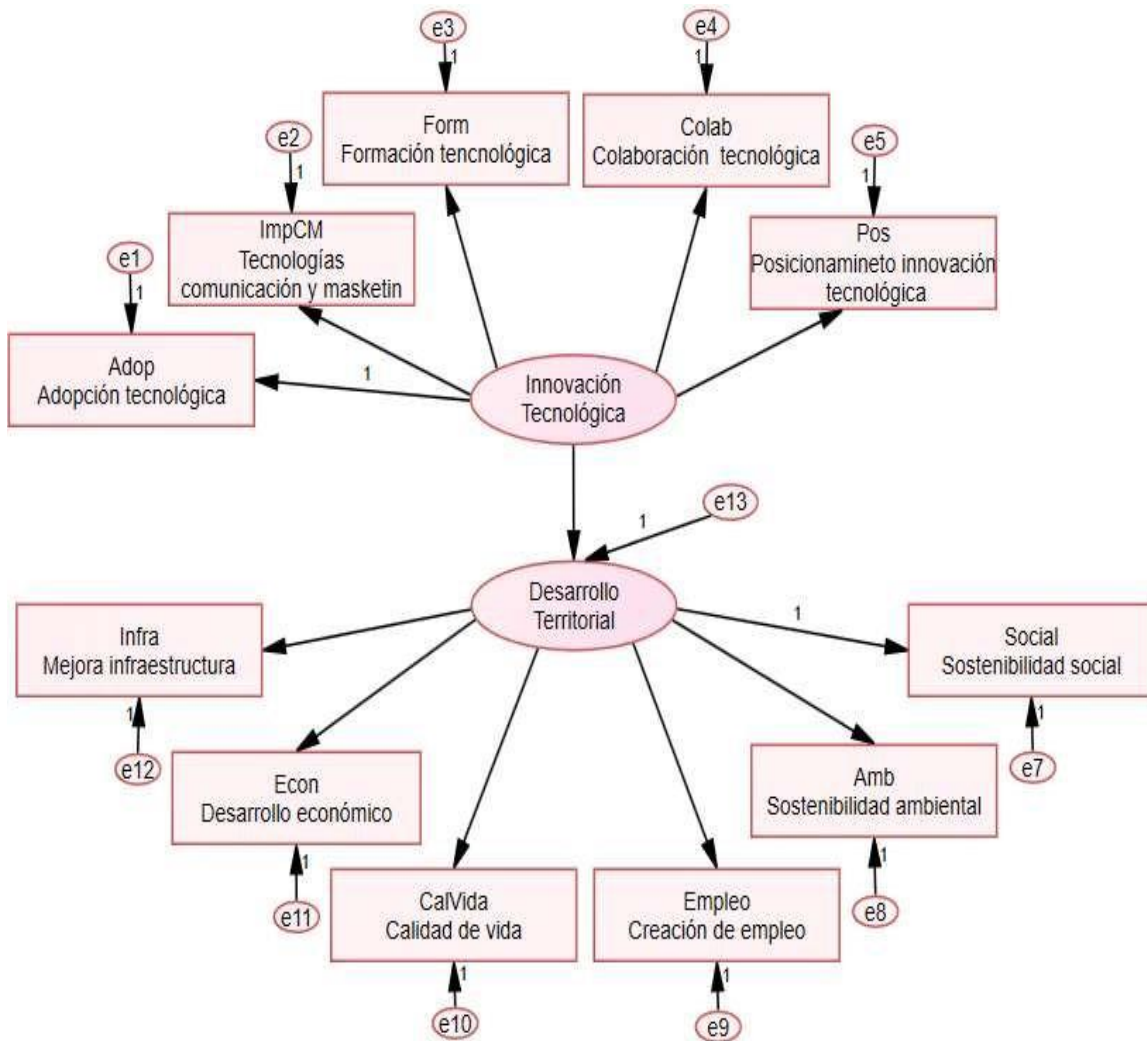 e3
e4
1
1
Form
Formación tencnológica
Colab
Colaboración tecnológica
e2
e5
1
1
ImpCM
Tecnologías
comunicación y masketin
Pos
Posicionamineto innovación
tecnológica
e1
1
Adop
Adopción tecnológica
1
Innovación
Tecnológica
e13
1
Desarrollo
Territorial
Infra
Mejora infraestructura
1
Social
Sostenibilidad social
1
e12
1
e7
Econ
Desarrollo económico
Amb
Sostenibilidad ambiental
1
e11
1
e8
CalVida
Calidad de vida
Empleo
Creación de empleo
1
e10
1
e9